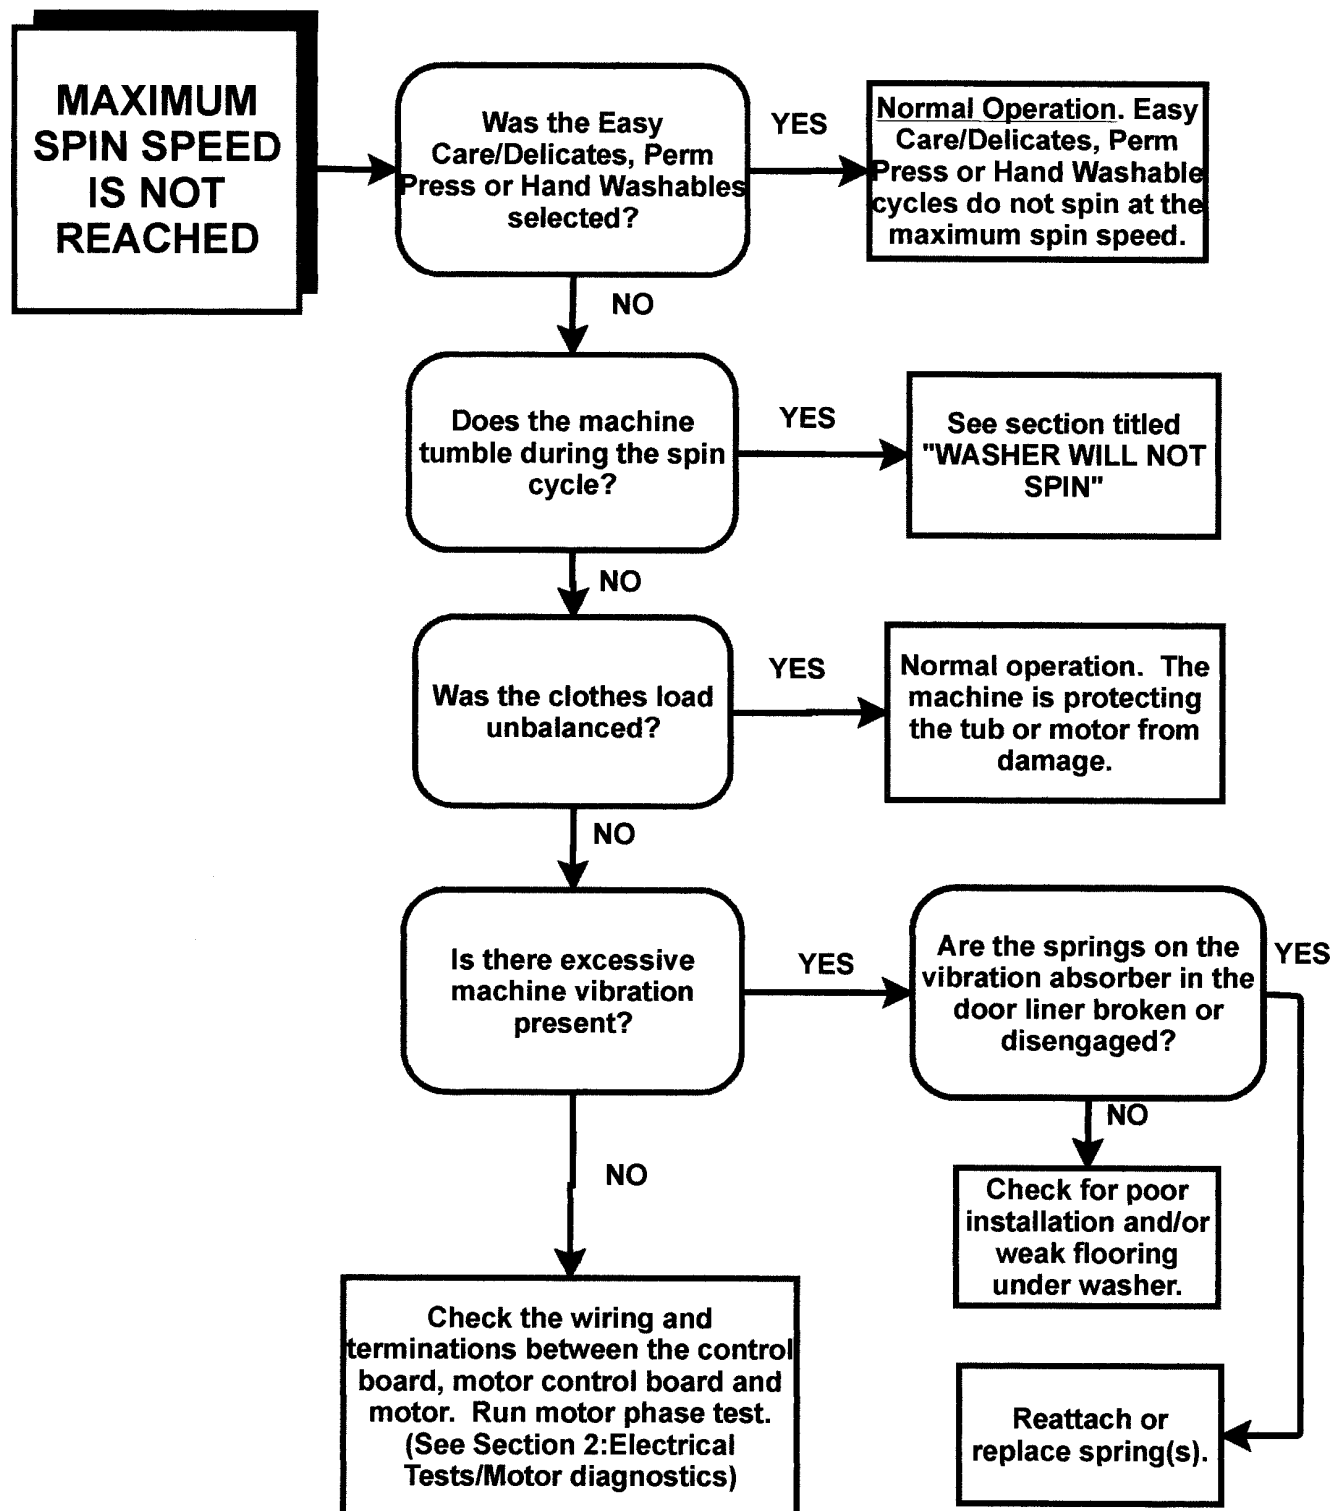 MAXIMUM
SPIN SPEED
IS NOT
REACHED
Was the Easy
Care/Delicates, Perm
Press or Hand Washables
selected?
YES
Normal Operation. Easy
Care/Delicates, Perm
Press or Hand Washable
cycles do not spin at the
maximum spin speed.
NO
Does the machine
tumble during the spin
cycle?
YES
See section titled
"WASHER WILL NOT
SPIN"
NO
Was the clothes load
unbalanced?
YES
Normal operation.  The
machine is protecting
the tub or motor from
damage.
NO
Is there excessive
machine vibration
present?
YES
Are the springs on the
vibration absorber in the
door liner broken or
disengaged?
YES
NO
Check for poor
installation and/or
weak flooring
under washer.
NO
Check the wiring and
terminations between the control
board, motor control board and
motor.  Run motor phase test.
(See Section 2:Electrical
Tests/Motor diagnostics)
Reattach or
replace spring(s).